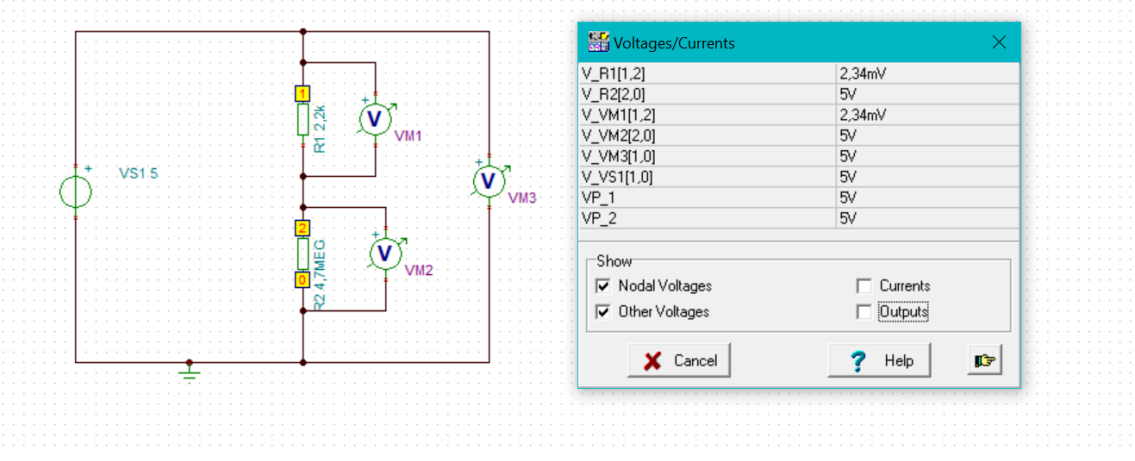 VS1 5
1
R1 2,2k
+
V
VM1
2
0
R2 4,7MEG
+
V
VM2
+
V
VM3
+
Voltages/Currents
V_R1[1,2] 2,34mV
V_R2[2,0] 5V
V_VM1[1,2] 2,34mV
V_VM2[2,0] 5V
V_VM3[1,0] 5V
V_VS1[1,0] 5V
VP_1 5V
VP_2 5V
Show
Nodal Voltages Currents
Other Voltages Outputs
Cancel ? Help